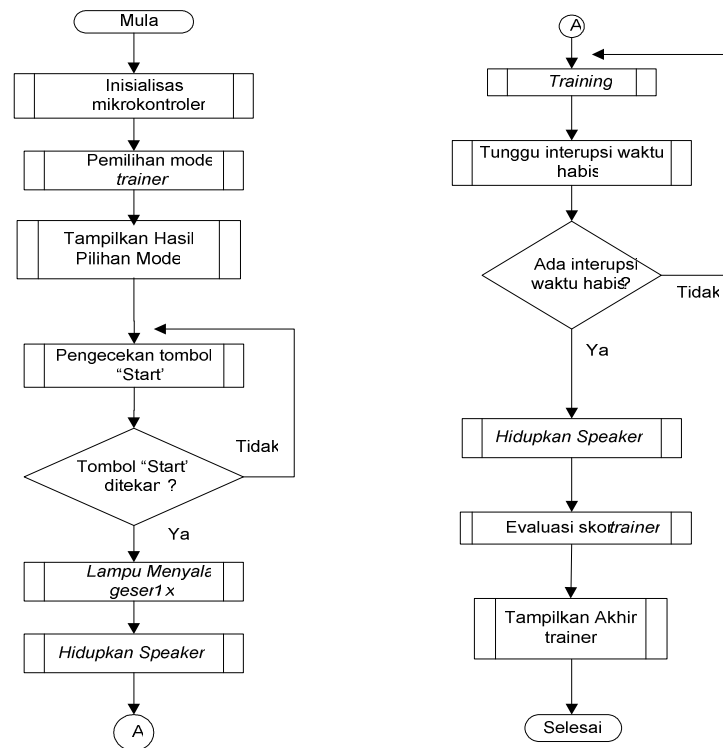 Mula
Inisialisas
mikrokontroler
Pemilihan mode
trainer
Tampilkan Hasil
Pilihan Mode
Pengecekan tombol
“Start’
Tidak
Tombol “Start’
ditekar ?
Ya
Lampu Menyala
geser1x
Hidupkan Speaker
A
A
Training
Tunggu interupsi waktu
habis
Ada interupsi
waktu habis?
Tidak
Ya
Hidupkan Speaker
Evaluasi skortrainer
Tampilkan Akhir
trainer
Selesai